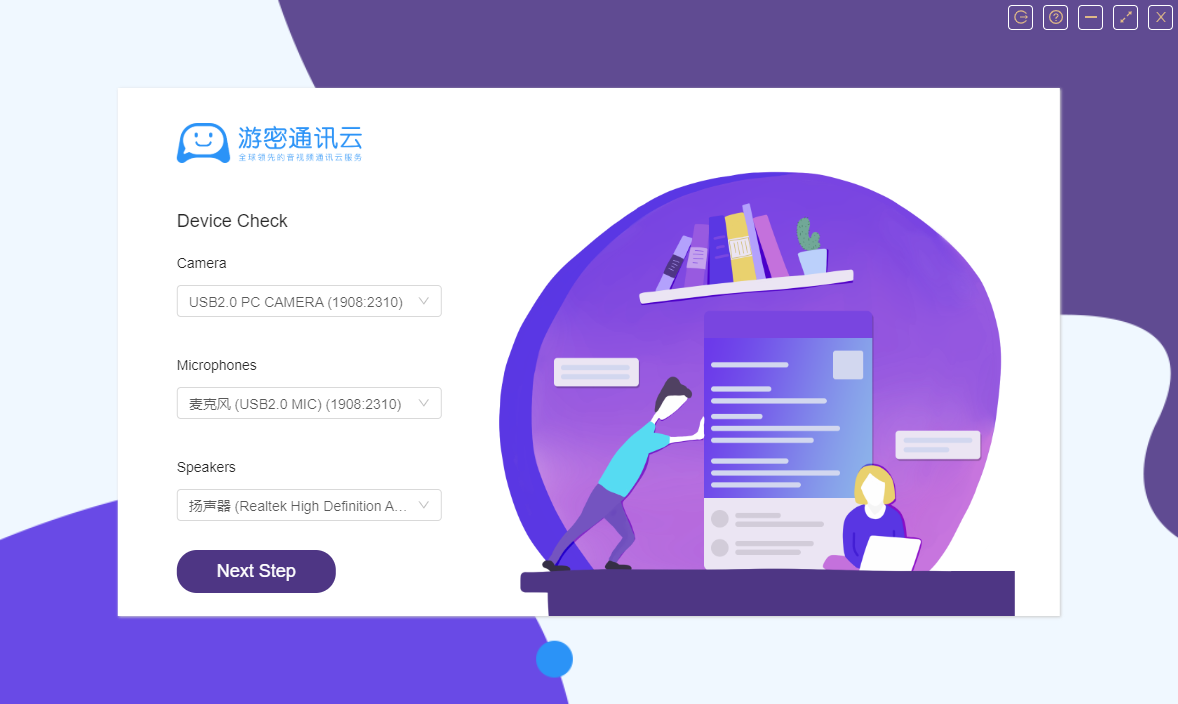 游密通讯云
全球领先的音视频通讯云服务
Device Check
Camera
USB2.0 PC CAMERA (1908:2310)
Microphones
麦克风 (USB2.0 MIC) (1908:2310)
Speakers
扬声器 (Realtek High Definition A...
Next Step